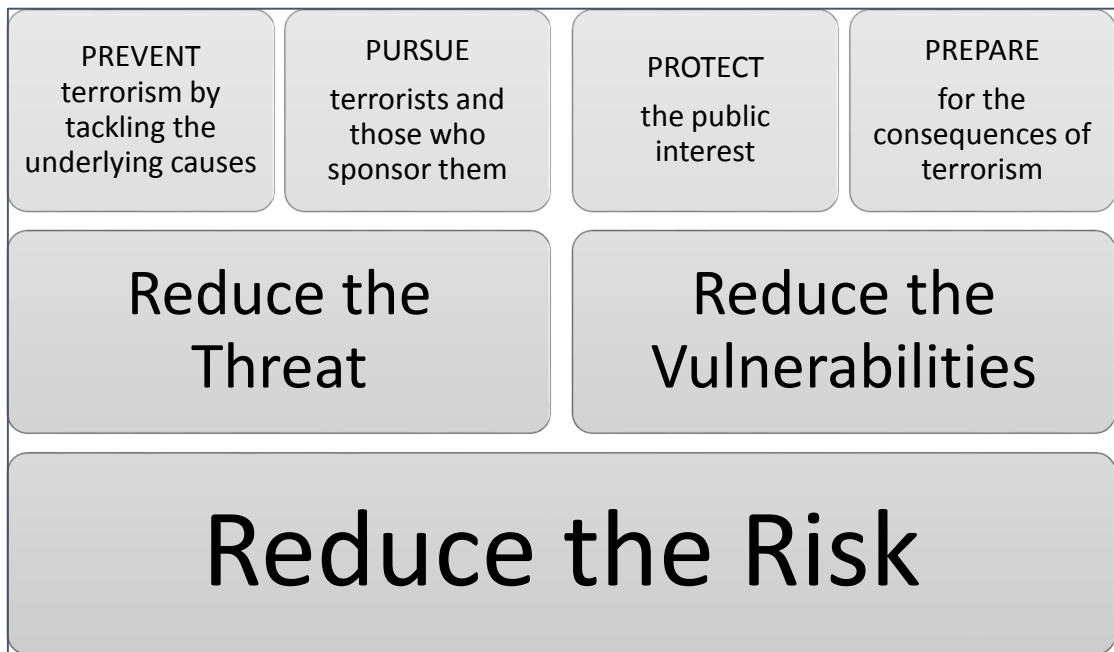 PREVENT
terrorism by
tackling the
underlying causes
PURSUE
terrorists and
those who
sponsor them
PROTECT
the public
interest
PREPARE
for the
consequences of
terrorism
Reduce the
Threat
Reduce the
Vulnerabilities
Reduce the Risk